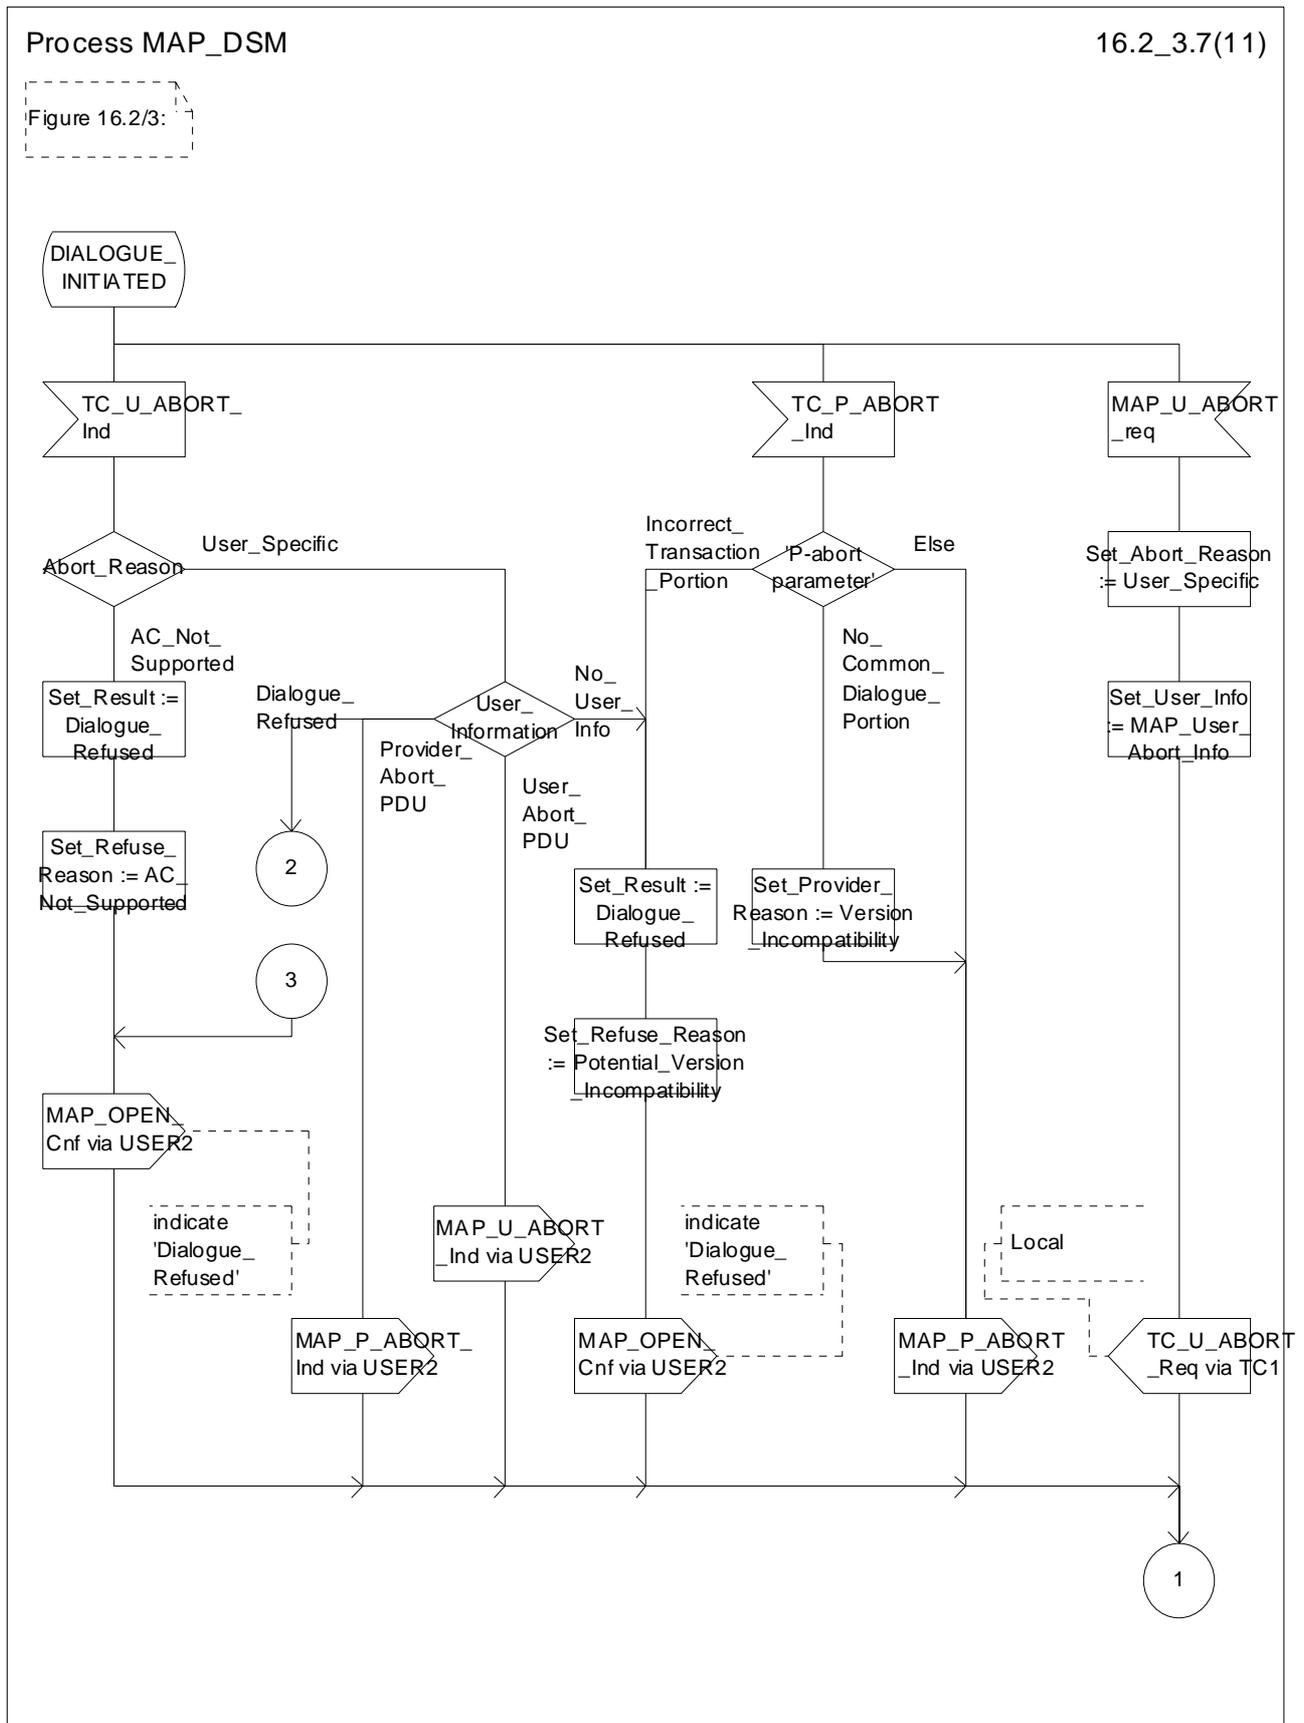 Process MAP_DSM
16.2_3.7(11)
Figure 16.2/3:
DIALOGUE_
INITIATED
TC_U_ABORT_
Ind
TC_P_ABORT
_Ind
MAP_U_ABORT
_req
Abort_Reason
User_Specific
Incorrect_
Transaction
_Portion
'P-abort
parameter'
Else
Set_Abort_Reason
:= User_Specific
AC_Not_
Supported
Set_Result :=
Dialogue_
Refused
Dialogue_
Refused
User_
Information
No_
User_
Info
Provider_
Abort_
PDU
User_
Abort_
PDU
No_
Common_
Dialogue_
Portion
Set_User_Info
:= MAP_User_
Abort_Info
Set_Refuse_
Reason := AC_
Not_Supported
2
Set_Result :=
Dialogue_
Refused
Set_Provider_
Reason := Version
_Incompatibility
3
Set_Refuse_Reason
:= Potential_Version
_Incompatibility
MAP_OPEN_
Cnf via USER2
indicate
'Dialogue_
Refused'
MAP_U_ABORT
_Ind via USER2
indicate
'Dialogue_
Refused'
Local
MAP_P_ABORT_
Ind via USER2
MAP_OPEN_
Cnf via USER2
MAP_P_ABORT
_Ind via USER2
TC_U_ABORT
_Req via TC1
1